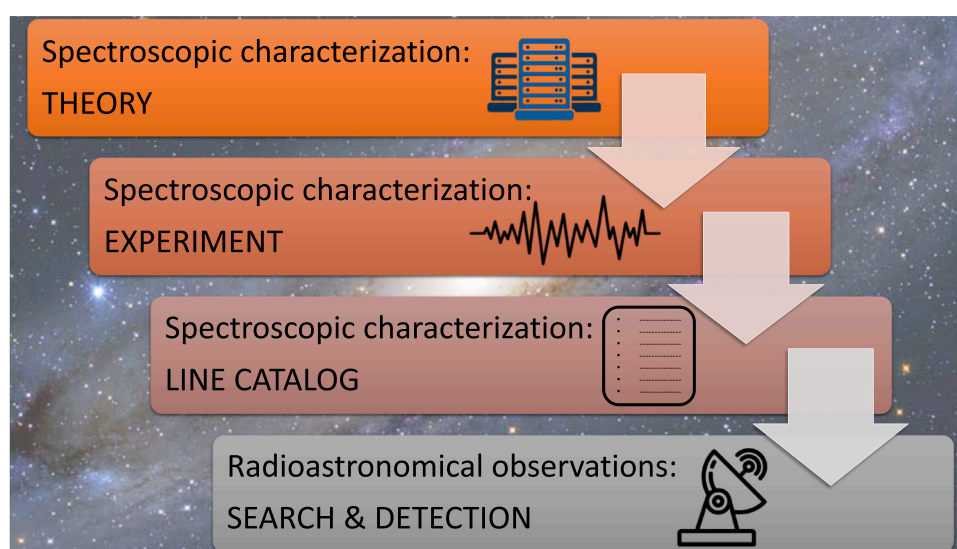 Spectroscopic characterization:
THEORY
Spectroscopic characterization:
EXPERIMENT
Spectroscopic characterization:
LINE CATALOG
Radioastronomical observations:
SEARCH & DETECTION